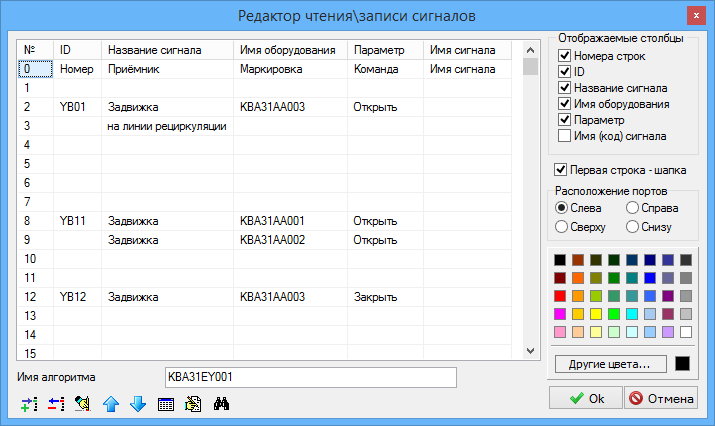 Редактор чтения\записи сигналов
№ ID Название сигнала Имя оборудования Параметр Имя сигнала
0 Номер Приёмник Маркировка Команда Имя сигнала
1
2 YB01 Задвижка KBA31AA003 Открыть
3 на линии рециркуляции
4
5
6
7
8 YB11 Задвижка KBA31AA001 Открыть
9 Задвижка KBA31AA002 Открыть
10
11
12 YB12 Задвижка KBA31AA003 Закрыть
13
14
15
Имя алгоритма KBA31EY001
Отображаемые столбцы
Номера строк
ID
Название сигнала
Имя оборудования
Параметр
Имя (код) сигнала
Первая строка - шапка
Расположение портов
Слева Справа
Сверху Снизу
Другие цвета...
Ok Отмена